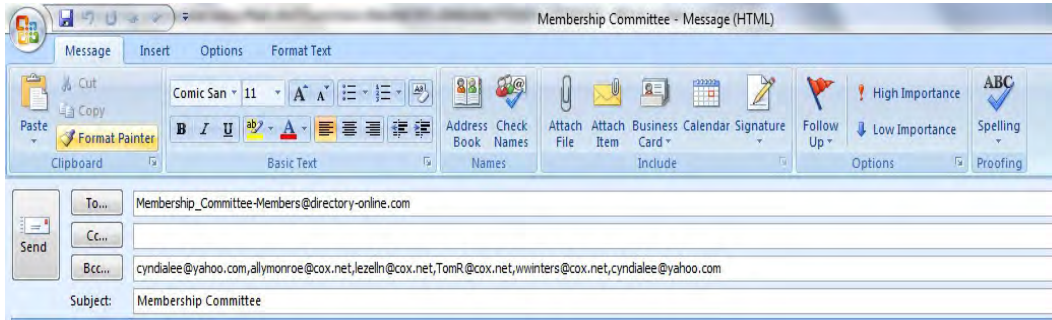 Membership Committee - Message (HTML)
Message Insert Options Format Text
Cut
Copy
Paste
Format Painter
Clipboard
Comic San 11 A A
B I U ab A
Basic Text
Address Book
Check Names
Names
Attach File
Attach Item
Business Card
Calendar
Signature
Include
Follow Up
High Importance
Low Importance
Options
ABC
Spelling
Proofing
Send
To... Membership_Committee-Members@directory-online.com
Cc...
Bcc... cyndialee@yahoo.com,allymonroe@cox.net,lezelln@cox.net,TomR@cox.net,wwinters@cox.net,cyndialee@yahoo.com
Subject: Membership Committee